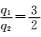 q₁/q₂ = 3/2